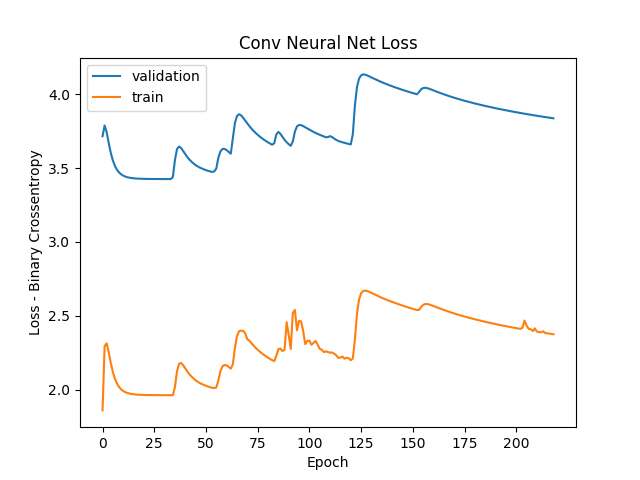 Conv Neural Net Loss
validation
train
Loss - Binary Crossentropy
4.0
3.5
3.0
2.5
2.0
0 25 50 75 100 125 150 175 200
Epoch